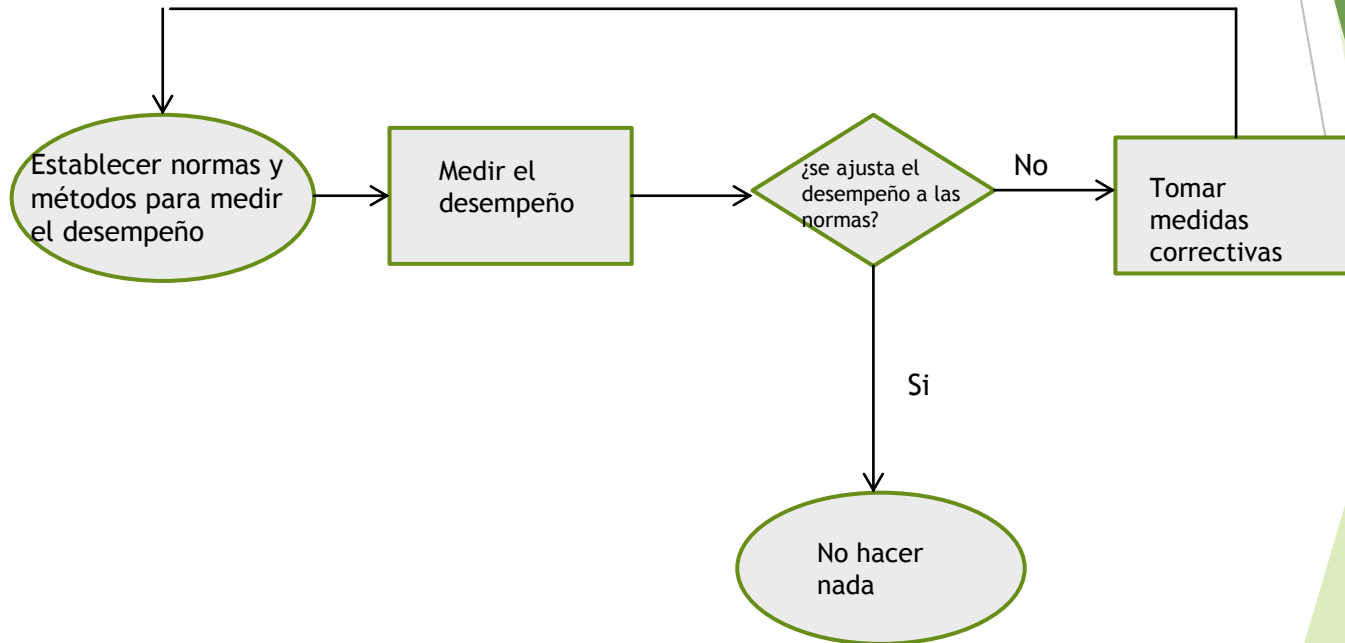 Establecer normas y
métodos para medir
el desempeño
Medir el
desempeño
¿se ajusta el
desempeño a las
normas?
No
Tomar
medidas
correctivas
Si
No hacer
nada